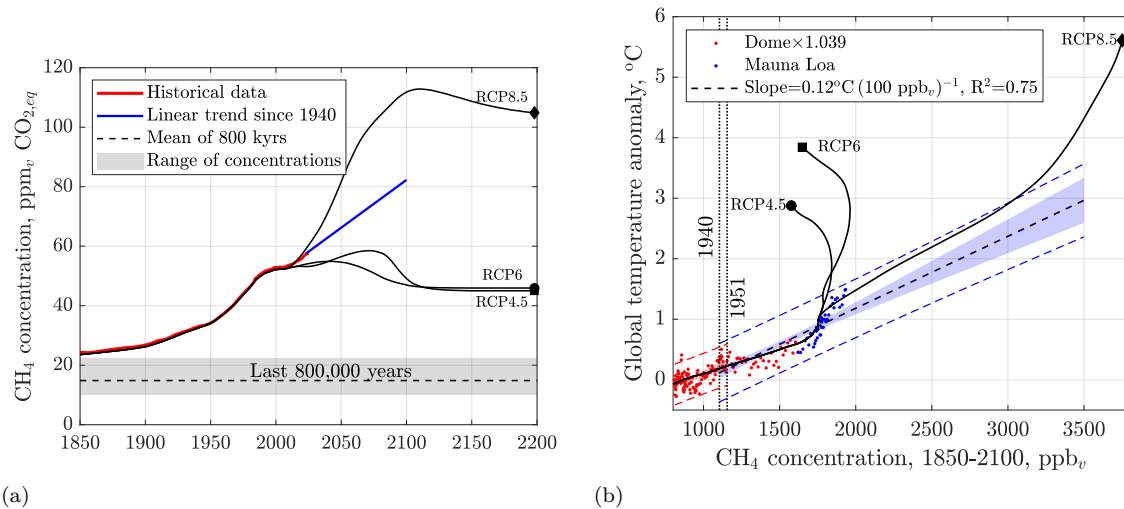 CH₄ concentration, ppmᵥ CO₂,eq
120
100
80
60
40
20
0
1850
1900
1950
2000
2050
2100
2150
2200
Historical data
Linear trend since 1940
Mean of 800 kyrs
Range of concentrations
RCP8.5
RCP6
RCP4.5
Last 800,000 years
(a)
Global temperature anomaly, °C
6
5
4
3
2
1
0
1000
1500
2000
2500
3000
3500
CH₄ concentration, 1850-2100, ppbᵥ
Dome×1.039
Mauna Loa
Slope=0.12°C (100 ppbᵥ)⁻¹, R²=0.75
RCP8.5
RCP6
RCP4.5
1940
1951
(b)